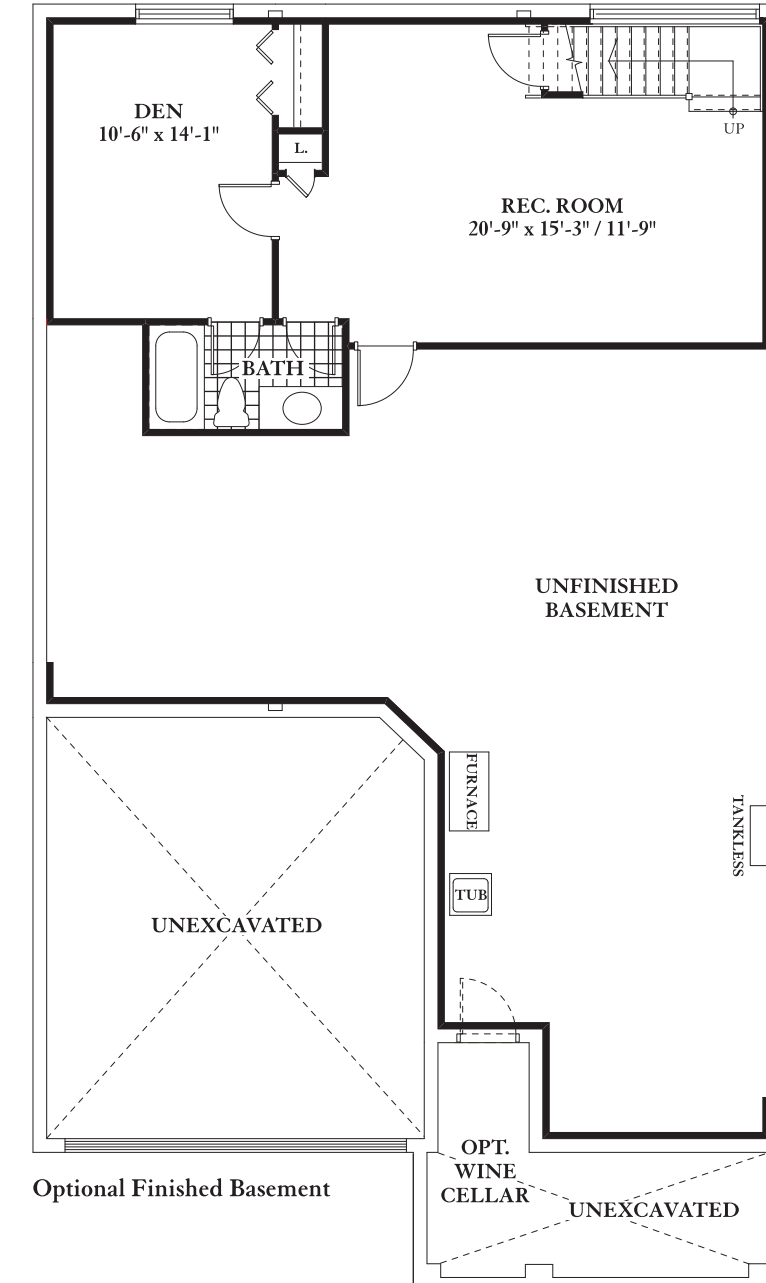 DEN
10'-6" x 14'-1"
L.
UP
REC. ROOM
20'-9" x 15'-3" / 11'-9"
BATH
UNFINISHED
BASEMENT
FURNACE
TANKLESS
TUB
UNEXCAVATED
OPT.
WINE
CELLAR
UNEXCAVATED
Optional Finished Basement